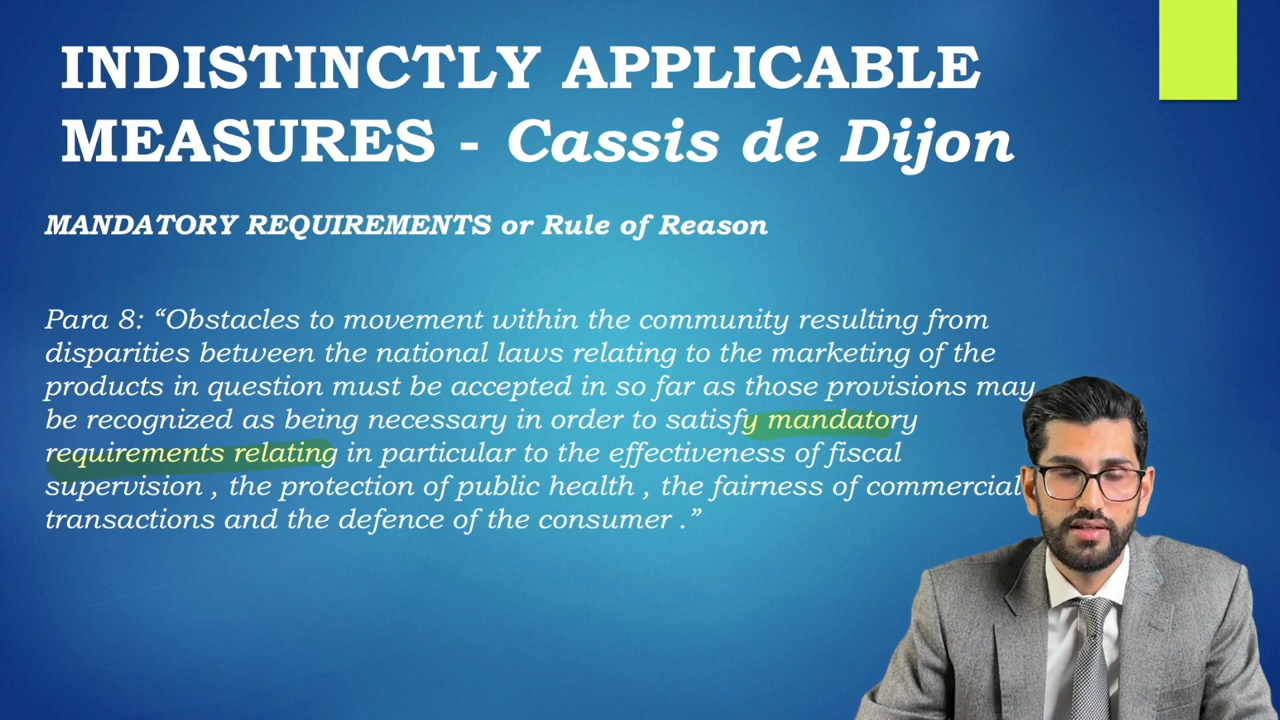 INDISTINCTLY APPLICABLE
MEASURES - Cassis de Dijon
MANDATORY REQUIREMENTS or Rule of Reason
Para 8: “Obstacles to movement within the community resulting from
disparities between the national laws relating to the marketing of the
products in question must be accepted in so far as those provisions may
be recognized as being necessary in order to satisfy mandatory
requirements relating in particular to the effectiveness of fiscal
supervision , the protection of public health , the fairness of commercial
transactions and the defence of the consumer .”